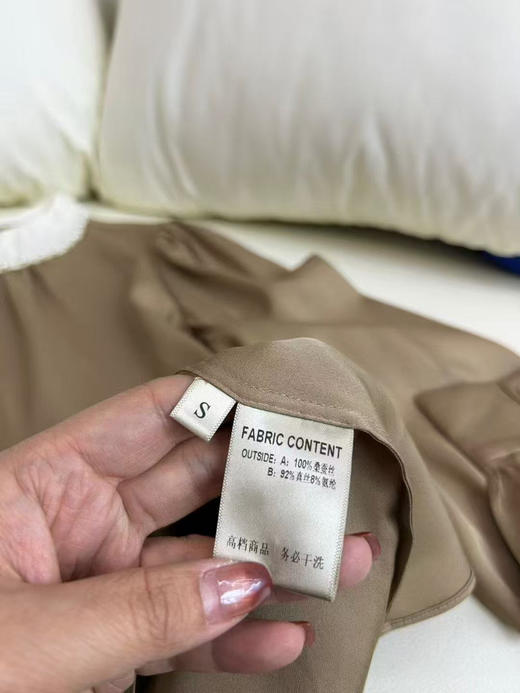 S
FABRIC CONTENT
OUTSIDE: A: 100%桑蚕丝
B: 92%真丝8%氨纶
高档商品 务必干洗